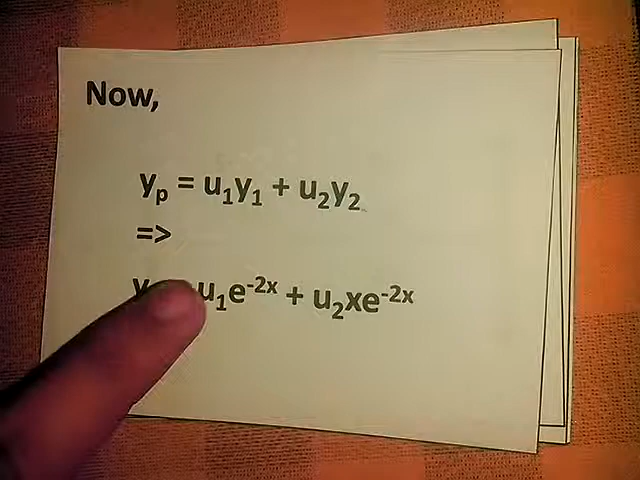 Now,
yₚ = u₁y₁ + u₂y₂
=>
u₁e⁻²ˣ + u₂xe⁻²ˣ